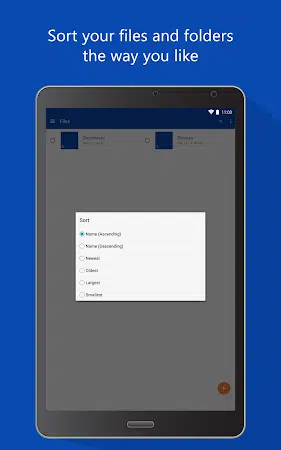 Sort your files and folders
the way you like
11:00
Files
Documents
Pictures
Sort
Name (Ascending)
Name (Descending)
Newest
Oldest
Largest
Smallest